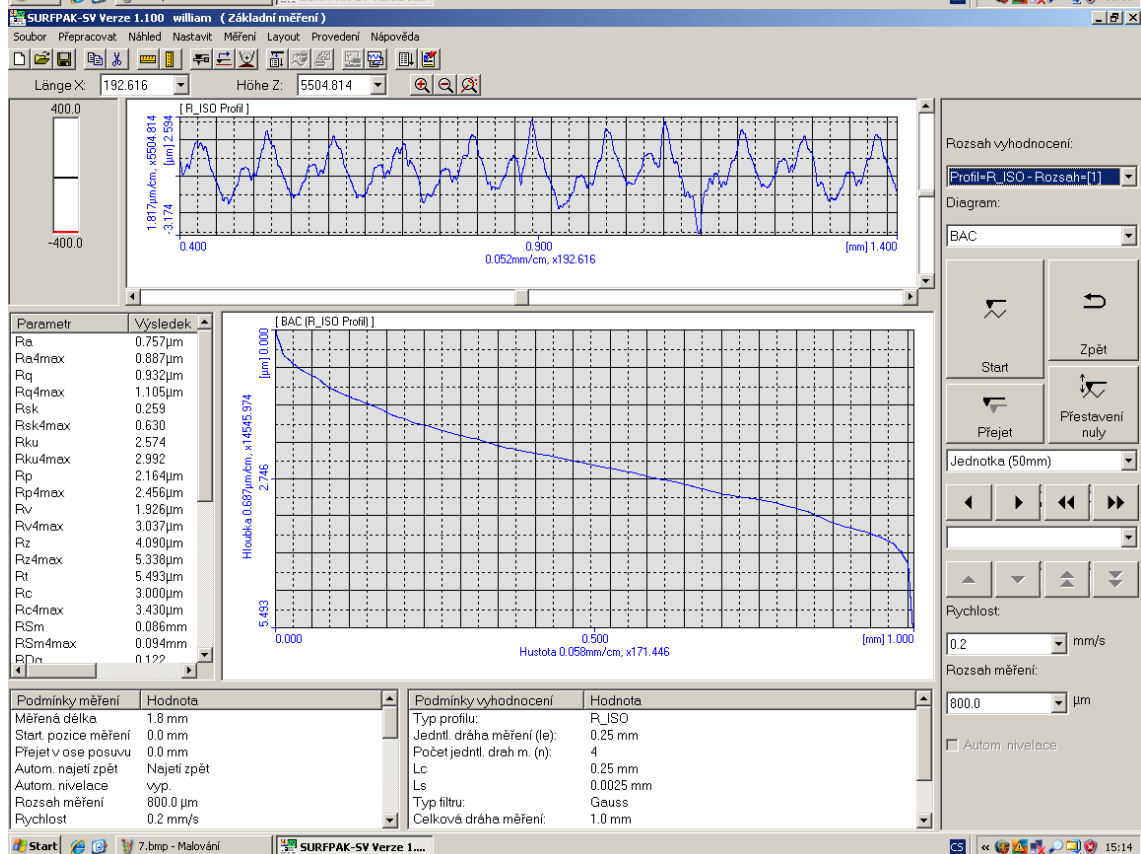 SURFPAK-SV Verze 1.100 william ( Základní měření )
Soubor Přepracovat Náhled Nastavit Měření Layout Provedení Nápověda
Länge X: 192.616 Höhe Z: 5504.814
400.0
-400.0
[ R_ISO Profil ]
1.817µm/cm, x5504.814
-3.174 [µm] 2.594
0.400 0.900 [mm] 1.400
0.052mm/cm, x192.616
Parametr Výsledek
Ra 0.757µm
Ra4max 0.887µm
Rq 0.932µm
Rq4max 1.105µm
Rsk 0.259
Rsk4max 0.630
Rku 2.574
Rku4max 2.992
Rp 2.164µm
Rp4max 2.456µm
Rv 1.926µm
Rv4max 3.037µm
Rz 4.090µm
Rz4max 5.338µm
Rt 5.493µm
Rc 3.000µm
Rc4max 3.430µm
RSm 0.086mm
RSm4max 0.094mm
RDq 0.122
[ BAC (R_ISO Profil) ]
Hloubka 0.687µm/cm, x14545.974
5.493 2.746 [µm] 0.000
0.000 0.500 [mm] 1.000
Hustota 0.058mm/cm, x171.446
Rozsah vyhodnocení:
Profil=R_ISO - Rozsah=[1]
Diagram:
BAC
Start
Zpět
Přejet
Přestavení
nuly
Jednotka (50mm)
Rychlost:
0.2 mm/s
Rozsah měření:
800.0 µm
Autom. nivelace
Podmínky měření Hodnota
Měřená délka 1.8 mm
Start. pozice měření 0.0 mm
Přejet v ose posuvu 0.0 mm
Autom. najetí zpět Najetí zpět
Autom. nivelace vyp.
Rozsah měření 800.0 µm
Rychlost 0.2 mm/s
Podmínky vyhodnocení Hodnota
Typ profilu: R_ISO
Jedntl. dráha měření (le): 0.25 mm
Počet jedntl. drah m. (n): 4
Lc 0.25 mm
Ls 0.0025 mm
Typ filtru: Gauss
Celková dráha měření: 1.0 mm
Start 7.bmp - Malování SURFPAK-SV Verze 1.... CS « 15:14